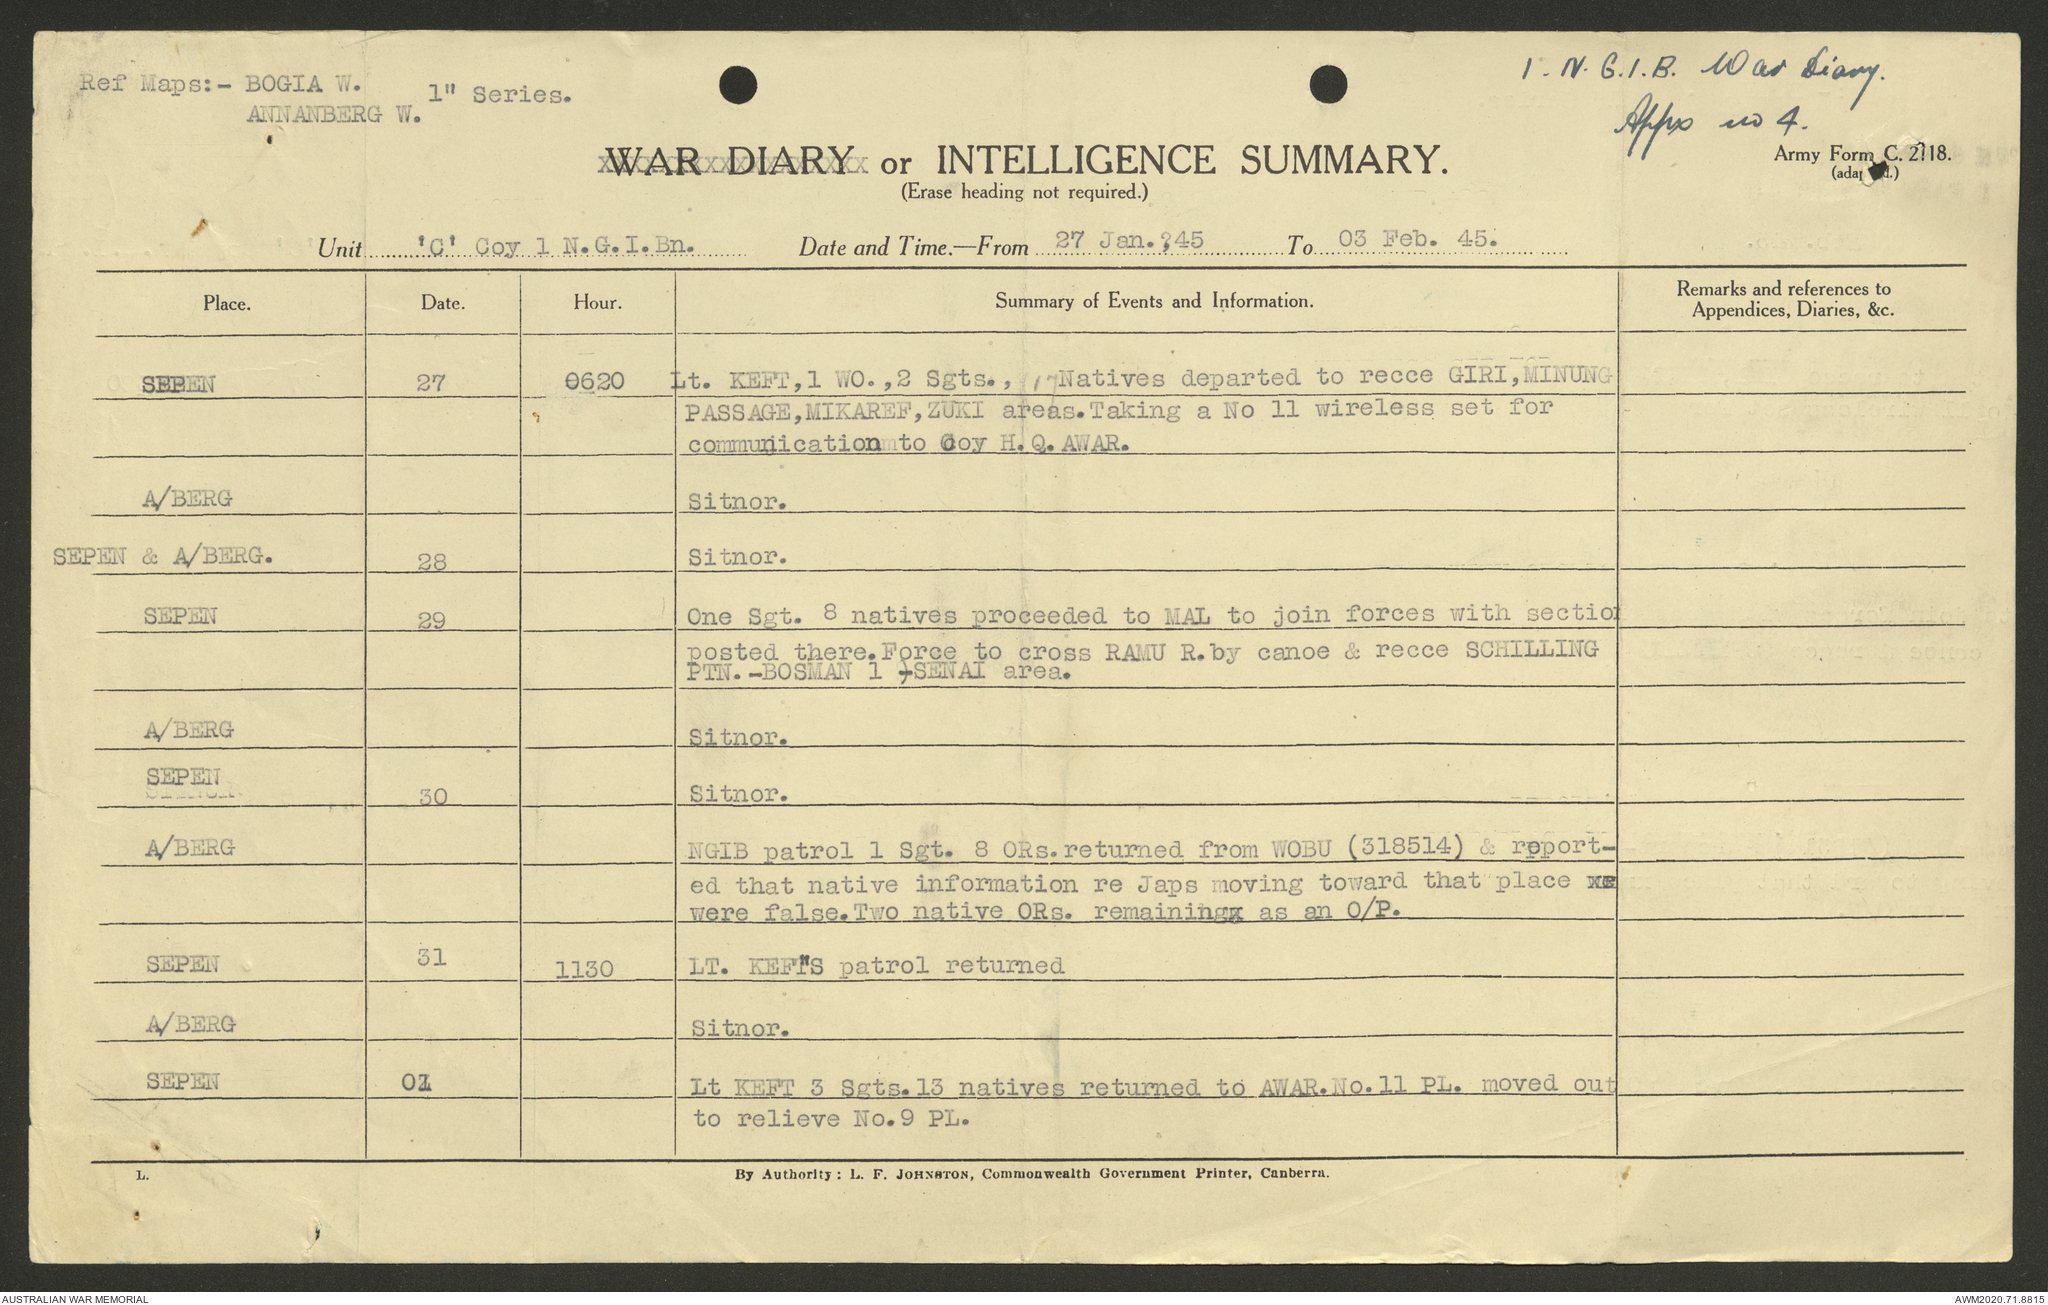 Ref Maps:- BOGIA W. 1" Series.
ANNANBERG W.
1. N.G.I.B. War Diary.
Appx no 4.
WAR DIARY or INTELLIGENCE SUMMARY.
(Erase heading not required.)
Army Form C. 2118.
Unit 'C' Coy 1 N.G.I.Bn. Date and Time.—From 27 Jan. '45 To 03 Feb. 45.
Place. Date. Hour. Summary of Events and Information. Remarks and references to
Appendices, Diaries, &c.
SEPEN 27 0620 Lt. KEFT,1 WO.,2 Sgts., 17 Natives departed to recce GIRI,MINUNG
PASSAGE,MIKAREF,ZUKI areas.Taking a No 11 wireless set for
communication to Coy H.Q.AWAR.
A/BERG Sitnor.
SEPEN & A/BERG. 28 Sitnor.
SEPEN 29 One Sgt. 8 natives proceeded to MAL to join forces with section
posted there.Force to cross RAMU R.by canoe & recce SCHILLING
PTN.-BOSMAN 1 -SENAI area.
A/BERG Sitnor.
SEPEN 30 Sitnor.
A/BERG NGIB patrol 1 Sgt. 8 ORs.returned from WOBU (318514) & report-
ed that native information re Japs moving toward that place
were false.Two native ORs. remaining as an O/P.
SEPEN 31 1130 LT. KEFT"S patrol returned
A/BERG Sitnor.
SEPEN 01 Lt KEFT 3 Sgts.13 natives returned to AWAR.No.11 PL. moved out
to relieve No.9 PL.
L. By Authority: L. F. JOHNSTON, Commonwealth Government Printer, Canberra.
AUSTRALIAN WAR MEMORIAL AWM2020.71.8815